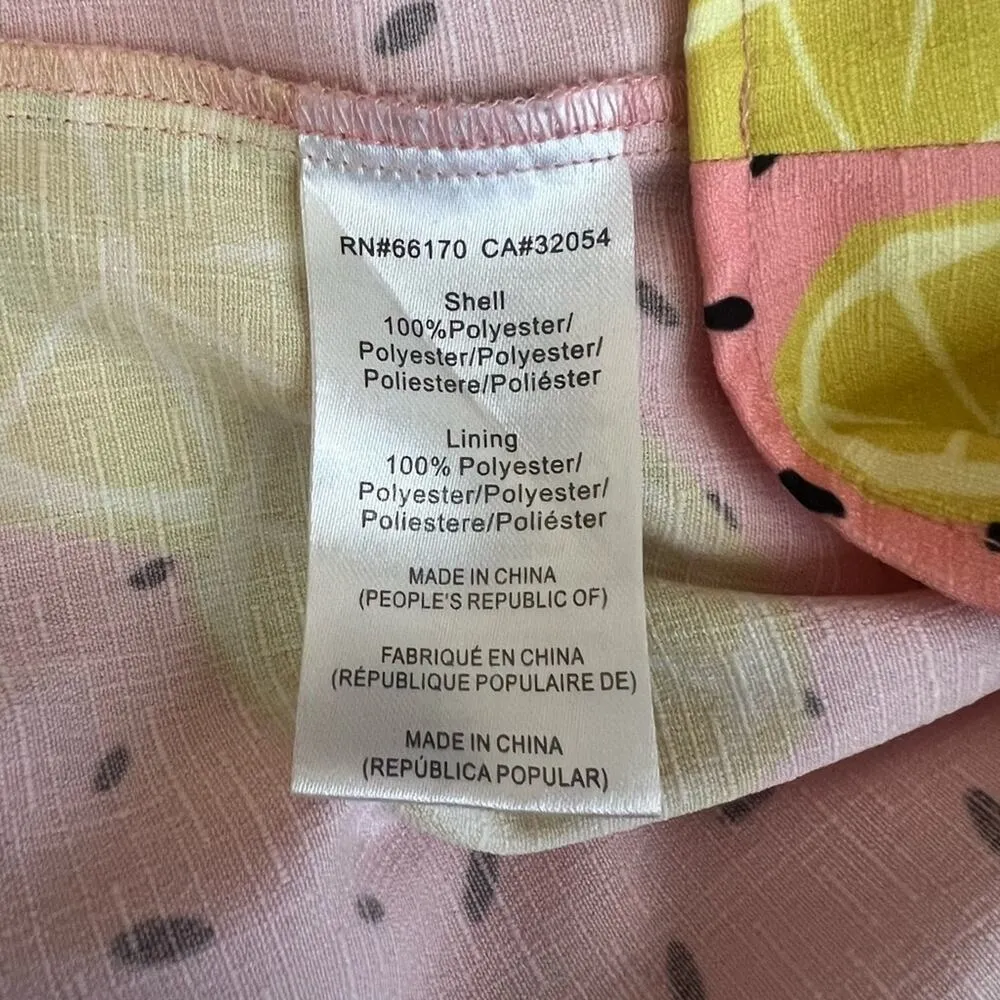 RN#66170 CA#32054
Shell
100%Polyester/
Polyester/Polyester/
Poliestere/Poliéster
Lining
100% Polyester/
Polyester/Polyester/
Poliestere/Poliéster
MADE IN CHINA
(PEOPLE'S REPUBLIC OF)
FABRIQUÉ EN CHINA
(RÉPUBLIQUE POPULAIRE DE)
MADE IN CHINA
(REPÚBLICA POPULAR)